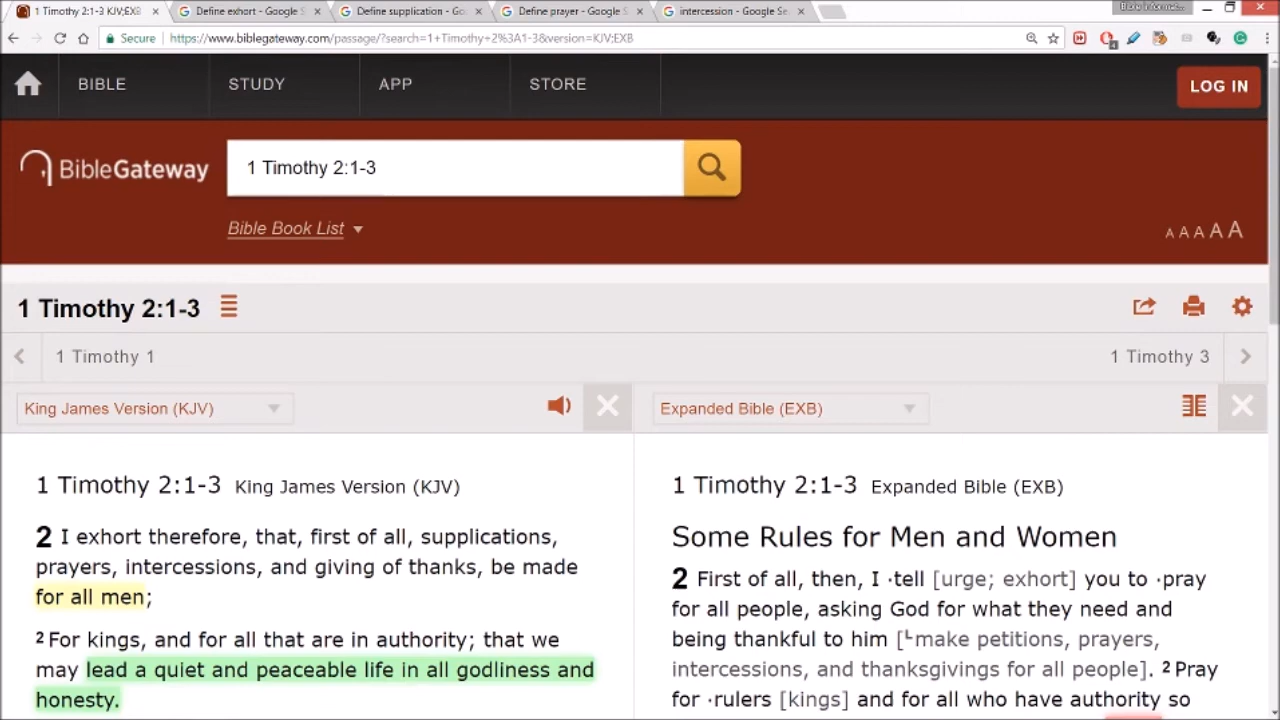 1 Timothy 2:1-3 KJV;EXB
Define exhort - Google S
Define supplication - Go
Define prayer - Google S
intercession - Google Se
Secure
https://www.biblegateway.com/passage/?search=1+Timothy+2%3A1-3&version=KJV;EXB
BIBLE
STUDY
APP
STORE
LOG IN
BibleGateway
1 Timothy 2:1-3
Bible Book List
A A A A A
1 Timothy 2:1-3
1 Timothy 1
1 Timothy 3
King James Version (KJV)
Expanded Bible (EXB)
1 Timothy 2:1-3 King James Version (KJV)
2 I exhort therefore, that, first of all, supplications,
prayers, intercessions, and giving of thanks, be made
for all men;
2 For kings, and for all that are in authority; that we
may lead a quiet and peaceable life in all godliness and
honesty.
1 Timothy 2:1-3 Expanded Bible (EXB)
Some Rules for Men and Women
2 First of all, then, I ·tell [urge; exhort] you to ·pray
for all people, asking God for what they need and
being thankful to him [└make petitions, prayers,
intercessions, and thanksgivings for all people]. 2 Pray
for ·rulers [kings] and for all who have authority so